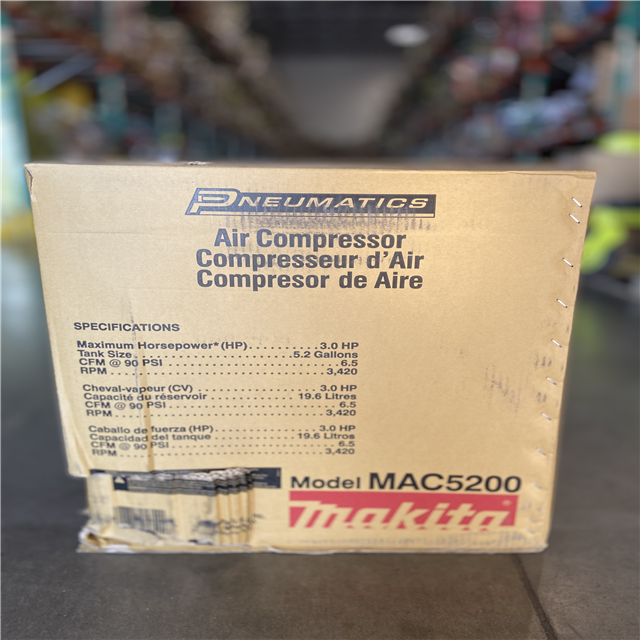 PNEUMATICS
Air Compressor
Compresseur d'Air
Compresor de Aire
SPECIFICATIONS
Maximum Horsepower* (HP) . . . . . . . . . . 3.0 HP
Tank Size . . . . . . . . . . . . . . . . . . . . . . 5.2 Gallons
CFM @ 90 PSI . . . . . . . . . . . . . . . . . . . . . . . . 6.5
RPM . . . . . . . . . . . . . . . . . . . . . . . . . . . . . 3,420
Cheval-vapeur (CV) . . . . . . . . . . . . . . . . . 3.0 HP
Capacité du réservoir . . . . . . . . . . . . 19.6 Litres
CFM @ 90 PSI . . . . . . . . . . . . . . . . . . . . . . . . 6.5
RPM . . . . . . . . . . . . . . . . . . . . . . . . . . . . . 3,420
Caballo de fuerza (HP) . . . . . . . . . . . . . . 3.0 HP
Capacidad del tanque . . . . . . . . . . . . 19.6 Litros
CFM @ 90 PSI . . . . . . . . . . . . . . . . . . . . . . . . 6.5
RPM . . . . . . . . . . . . . . . . . . . . . . . . . . . . . 3,420
Model MAC5200
makita®